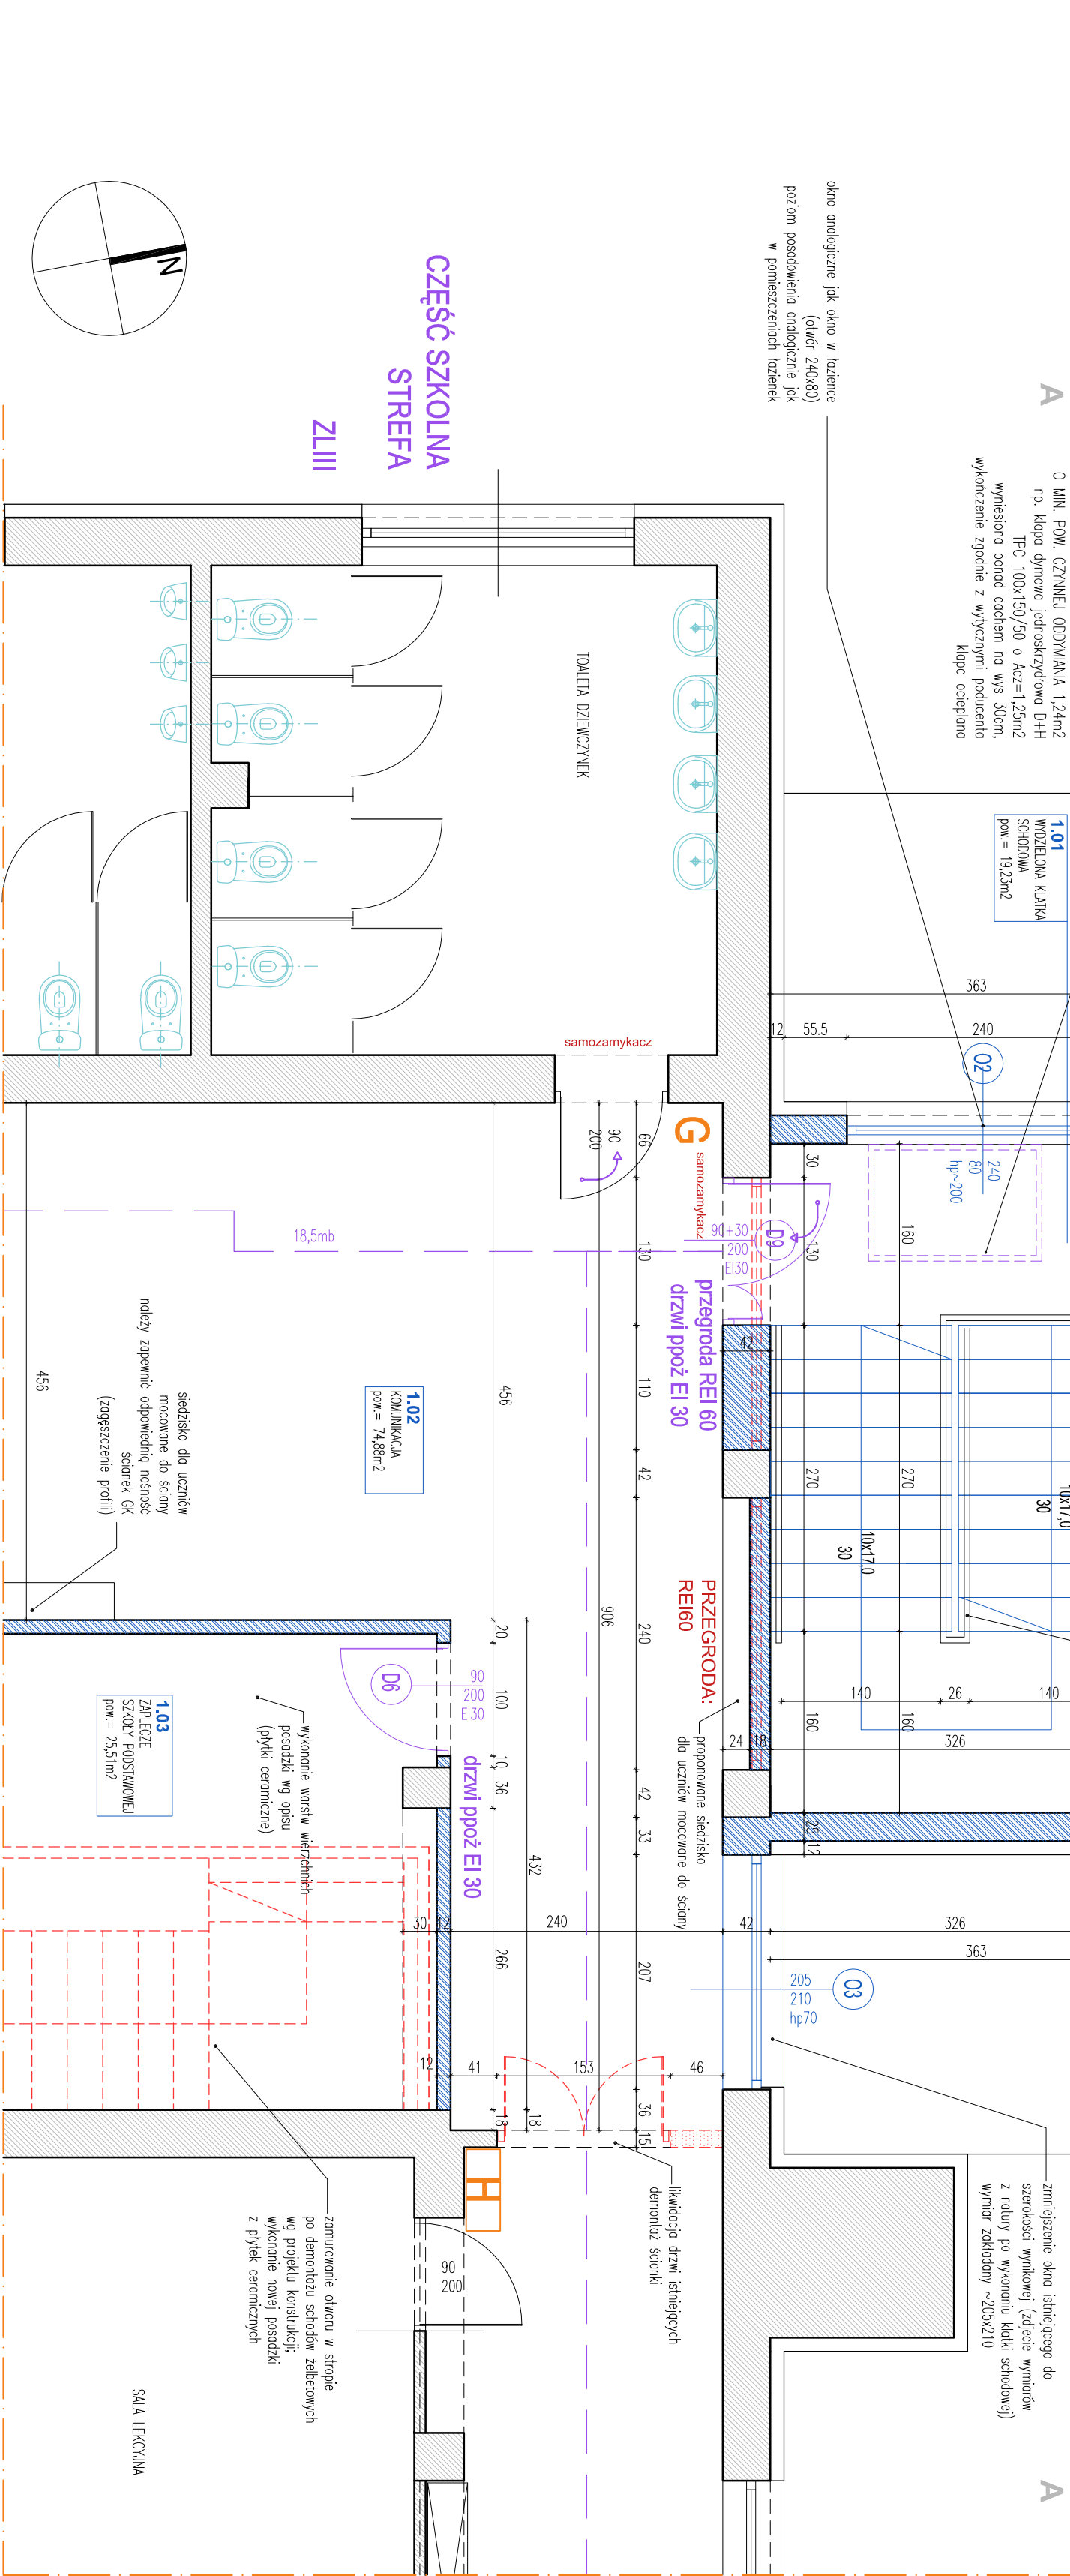 A
O MIN. POW. CZYNNEJ ODDYMIANIA 1,24m2
np. klapa dymowa jednoskrzydłowa D+H
TPC 100x150/50 o Acz=1,25m2
wyniesiona ponad dachem na wys 30cm,
wykończenie zgodnie z wytycznymi poducenta
klapa ocieplana
okno analogiczne jak okno w łazience
(otwór 240x80)
poziom posadowienia analogicznie jak
w pomieszczeniach łazienek
CZĘŚĆ SZKOLNA
STREFA
ZLIII
N
TOALETA DZIEWCZYNEK
1.01
WYDZIELONA KLATKA
SCHODOWA
pow.= 19,23m2
363
12
55.5
240
O2
240
80
hp~200
samozamykacz
G
samozamykacz
90
200
66
30
160
130
130
D9
90+30
200
EI30
18,5mb
przegroda REI 60
drzwi ppoż EI 30
42
110
42
270
270
10x17,0
30
10x17,0
30
456
456
1.02
KOMUNIKACJA
pow.= 74,88m2
siedzisko dla uczniów
mocowane do ściany
należy zapewnić odpowiednią nośność
ścianek GK
(zagęszczenie profili)
PRZEGRODA:
REI60
906
240
20
100
10
36
D6
90
200
EI30
drzwi ppoż EI 30
140
26
140
160
160
326
24
18
proponowane siedzisko
dla uczniów mocowane do ściany
42
33
25
12
1.03
ZAPLECZE
SZKOŁY PODSTAWOWEJ
pow.= 25,51m2
wykonanie warstw wierzchnich
posadzki wg opisu
(płytki ceramiczne)
432
30
12
240
42
326
363
266
207
O3
205
210
hp70
12
41
153
46
36
15
18
18
H
90
200
likwidacja drzwi istniejących
demontaż ścianki
zmniejszenie okna istniejącego do
szerokości wynikowej (zdjecie wymiarów
z natury po wykonaniu klatki schodowej)
wymiar zakładany ~205x210
zamurowanie otworu w stropie
po demontażu schodów żelbetowych
wg projektu konstrukcji;
wykonanie nowej posadzki
z płytek ceramicznych
SALA LEKCYJNA
A